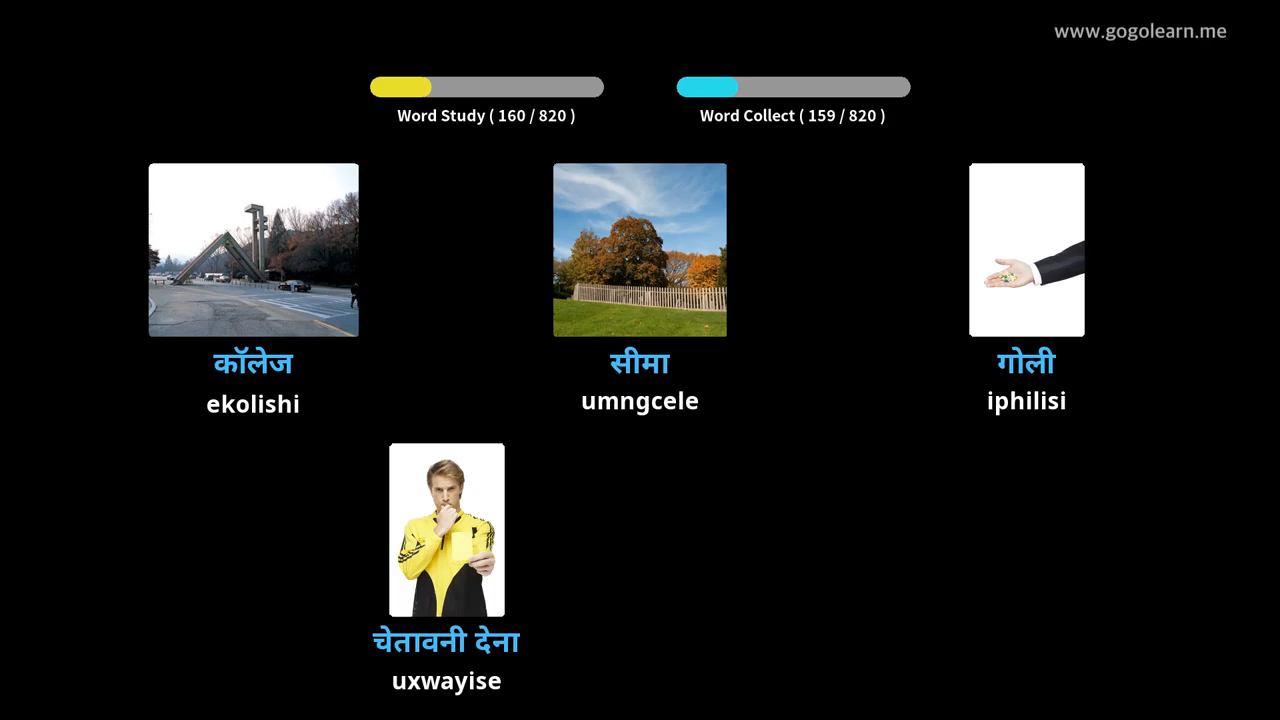 www.gogolearn.me
Word Study ( 160 / 820 )
Word Collect ( 159 / 820 )
कॉलेज
ekolishi
सीमा
umngcele
गोली
iphilisi
चेतावनी देना
uxwayise